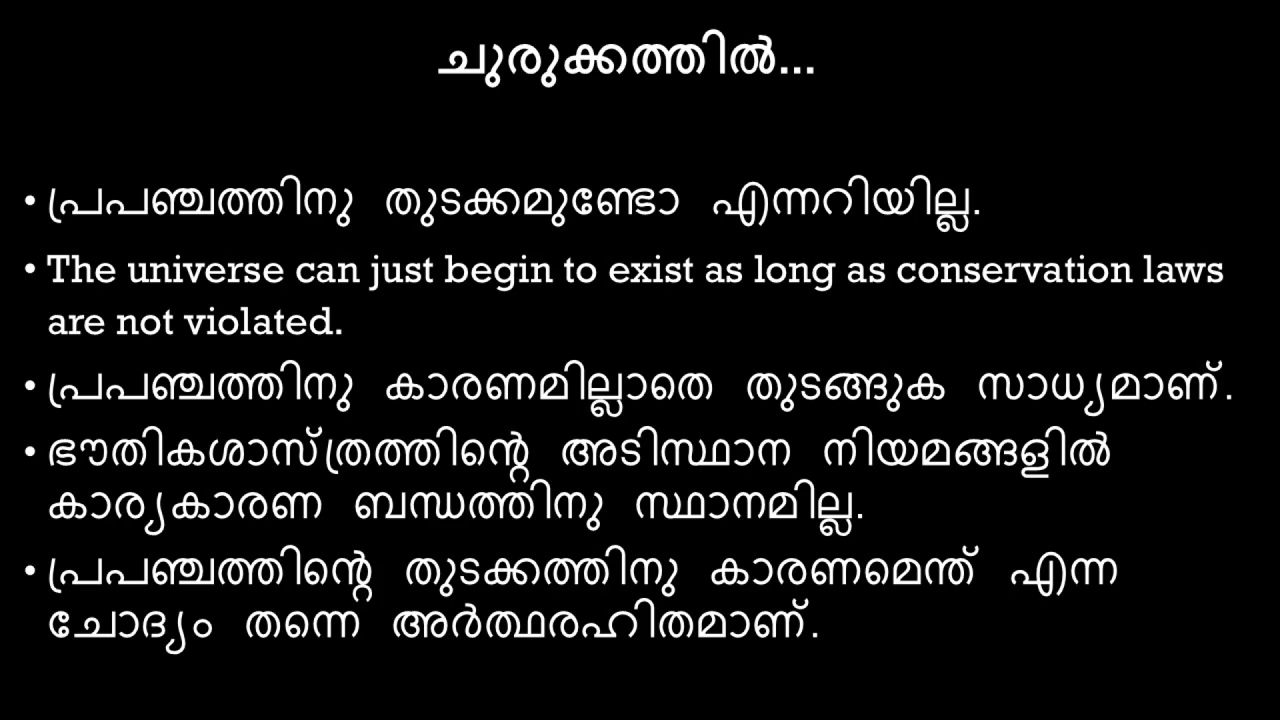 ചുരുക്കത്തിൽ...
• പ്രപഞ്ചത്തിനു തുടക്കമുണ്ടോ എന്നറിയില്ല.
• The universe can just begin to exist as long as conservation laws
are not violated.
• പ്രപഞ്ചത്തിനു കാരണമില്ലാതെ തുടങ്ങുക സാധ്യമാണ്.
• ഭൗതികശാസ്ത്രത്തിന്റെ അടിസ്ഥാന നിയമങ്ങളിൽ
കാര്യകാരണ ബന്ധത്തിനു സ്ഥാനമില്ല.
• പ്രപഞ്ചത്തിന്റെ തുടക്കത്തിനു കാരണമെന്ത് എന്ന
ചോദ്യം തന്നെ അർത്ഥരഹിതമാണ്.